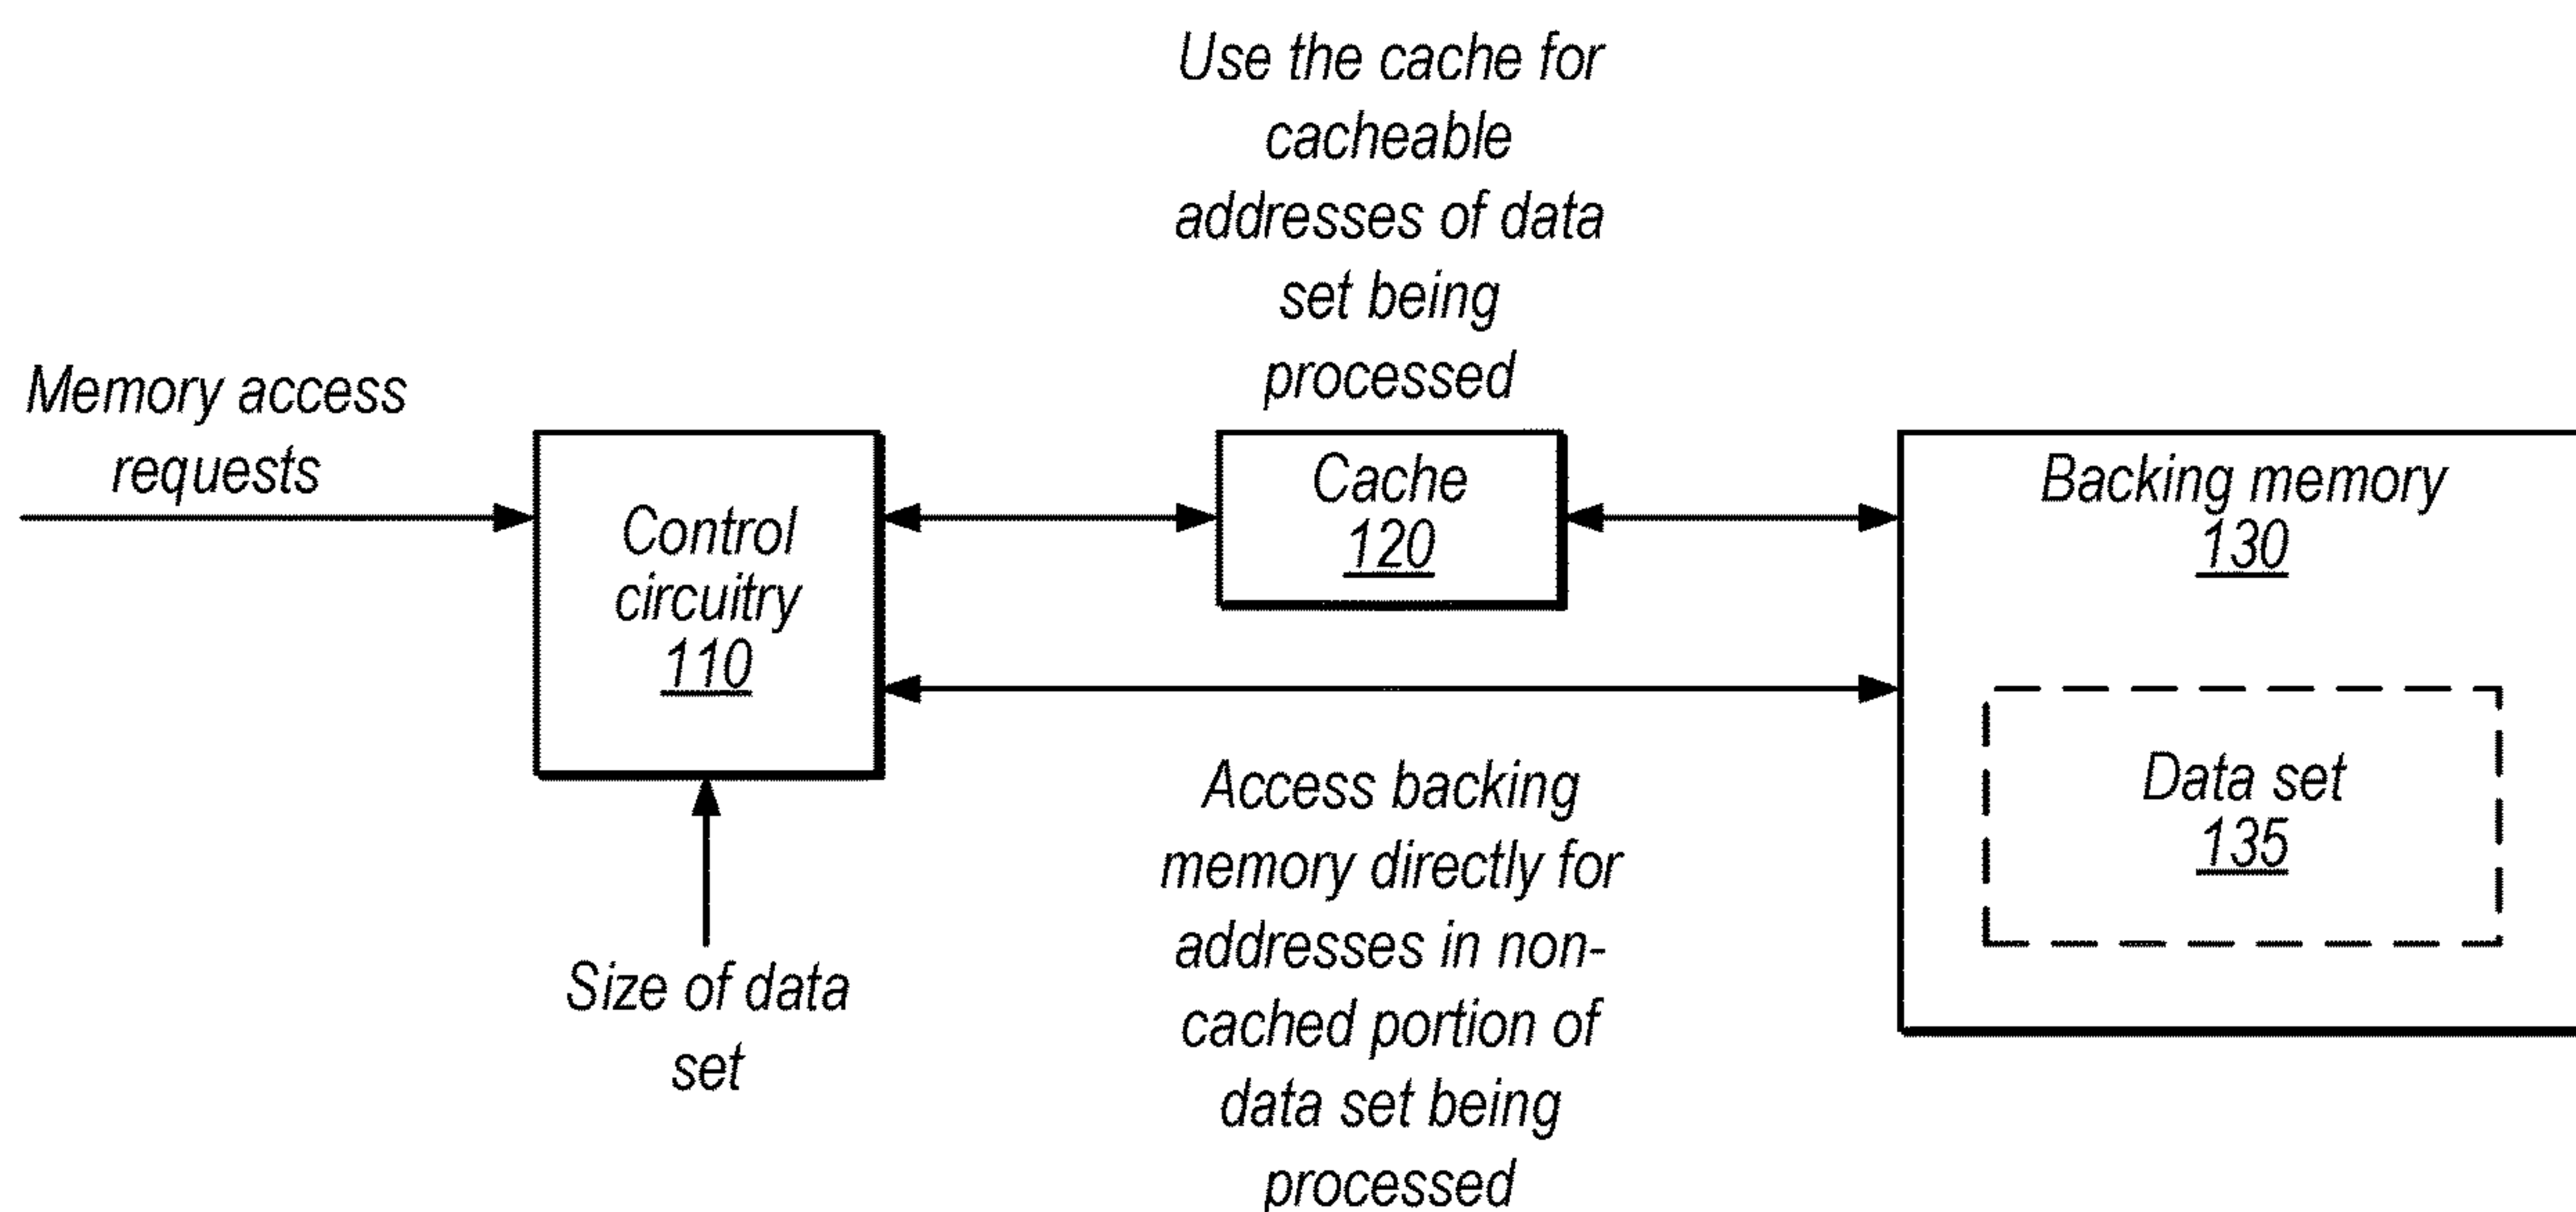 Use the cache for
cacheable
addresses of data
set being
processed
Memory access
requests
Control
circuitry
110
Cache
120
Backing memory
130
Data set
135
Access backing
memory directly for
addresses in non-
cached portion of
data set being
processed
Size of data
set